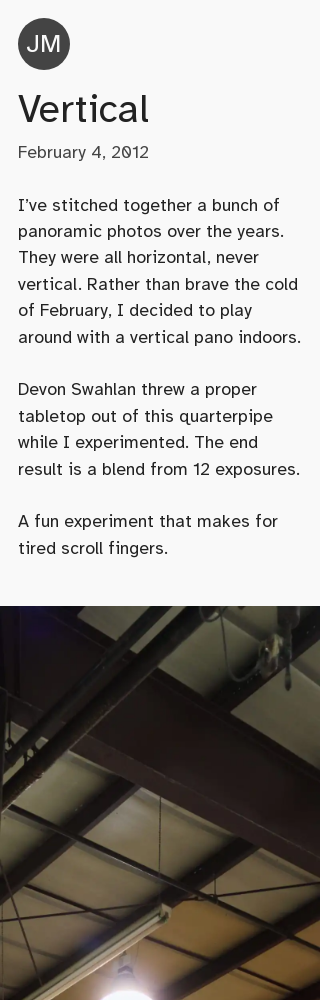 JM
Vertical
February 4, 2012
I’ve stitched together a bunch of
panoramic photos over the years.
They were all horizontal, never
vertical. Rather than brave the cold
of February, I decided to play
around with a vertical pano indoors.
Devon Swahlan threw a proper
tabletop out of this quarterpipe
while I experimented. The end
result is a blend from 12 exposures.
A fun experiment that makes for
tired scroll fingers.